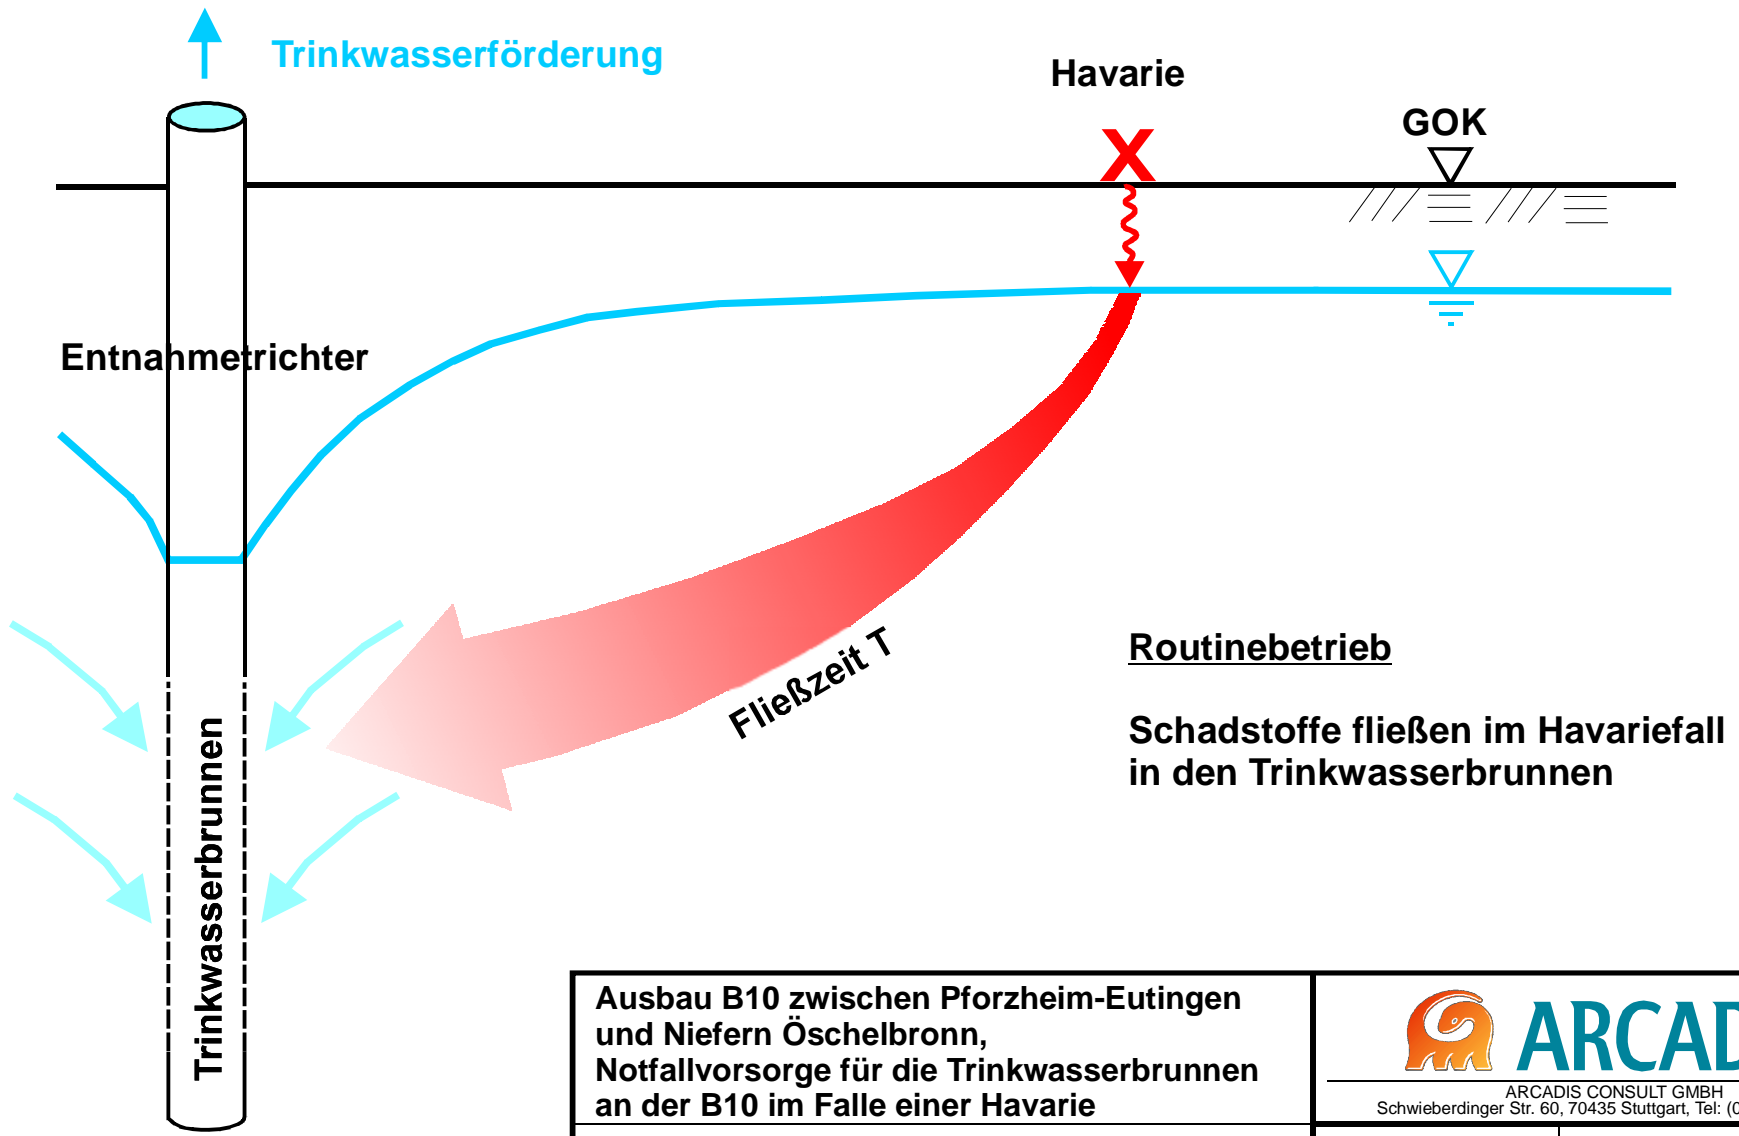 Trinkwasserförderung
Havarie
GOK
Entnahmetrichter
Fließzeit T
Routinebetrieb
Schadstoffe fließen im Havariefall
in den Trinkwasserbrunnen
Trinkwasserbrunnen
Ausbau B10 zwischen Pforzheim-Eutingen
und Niefern Öschelbronn,
Notfallvorsorge für die Trinkwasserbrunnen
an der B10 im Falle einer Havarie
ARCAD
ARCADIS CONSULT GMBH
Schwieberdinger Str. 60, 70435 Stuttgart, Tel: (0